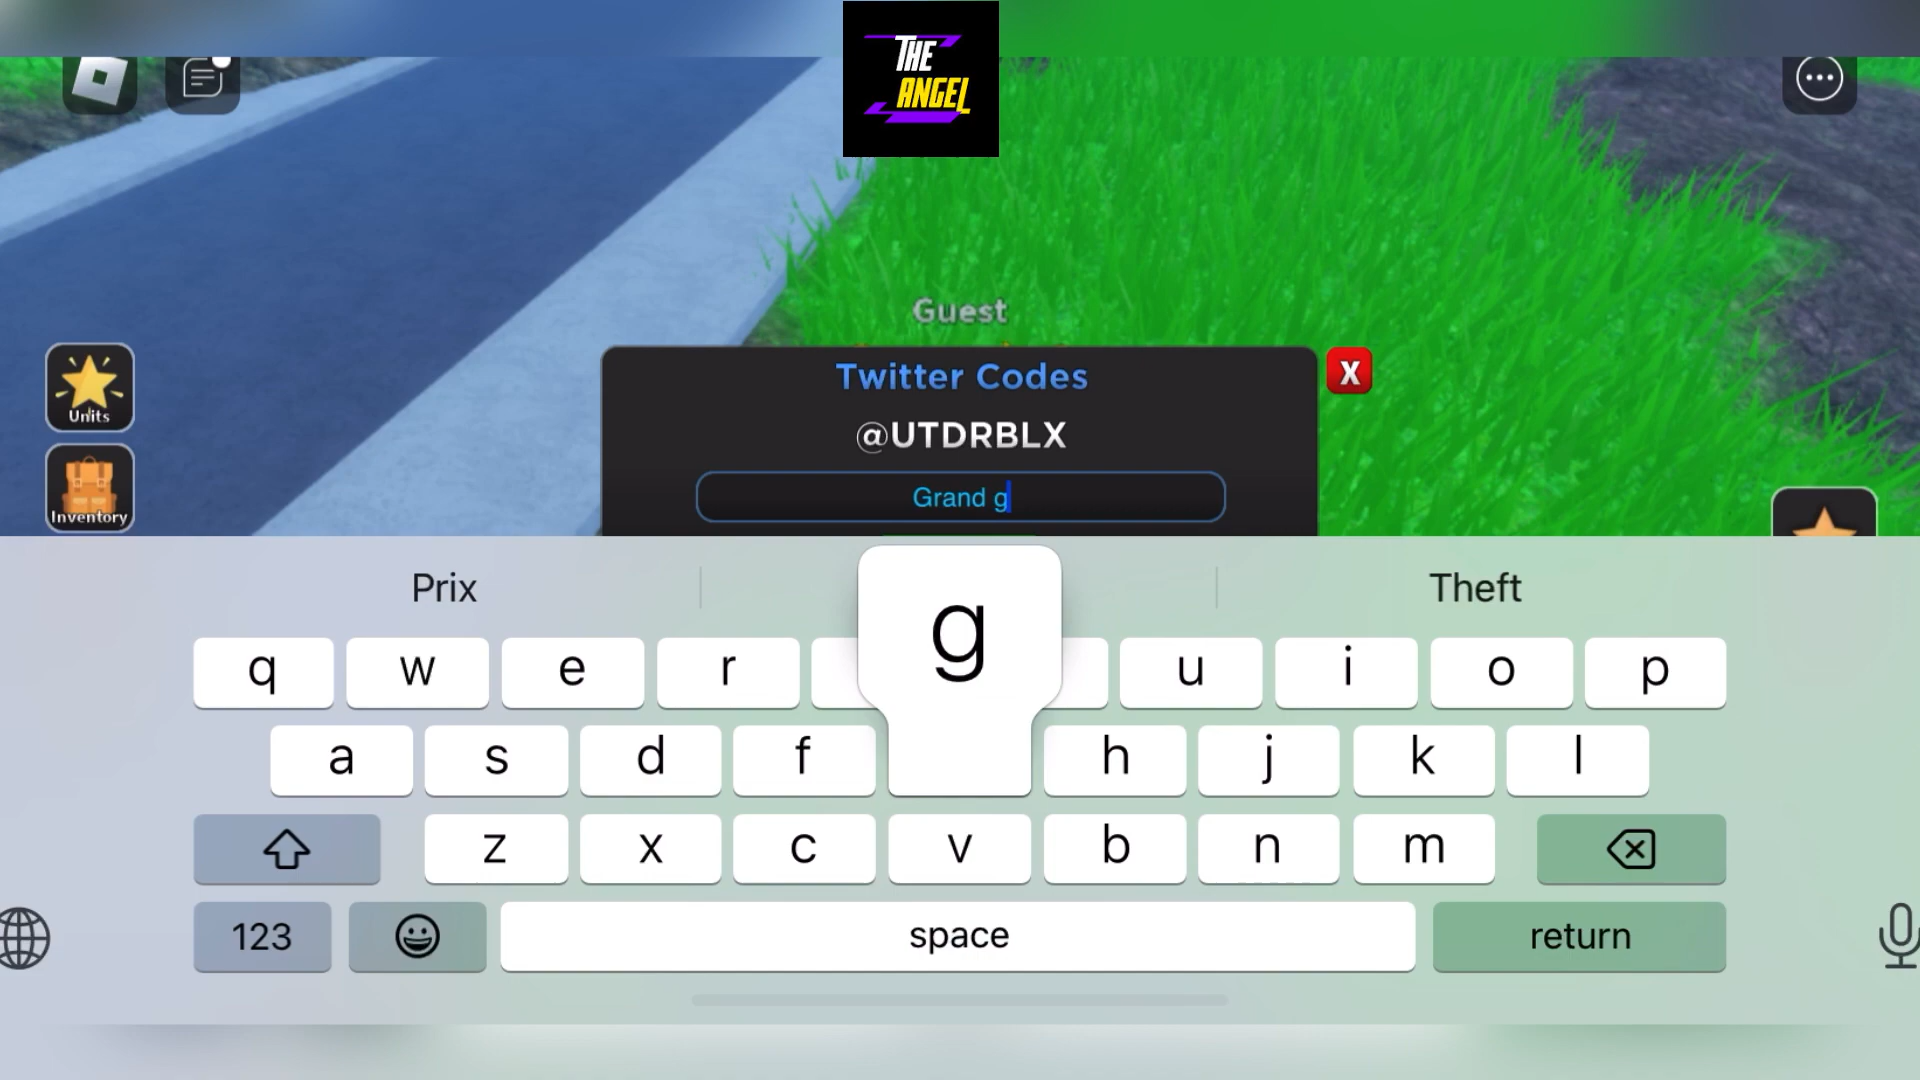 THE
ANGEL
Guest
Twitter Codes
X
@UTDRBLX
Grand g
Units
Inventory
Prix
Theft
g
q w e r u i o p
a s d f h j k l
z x c v b n m
123 space return